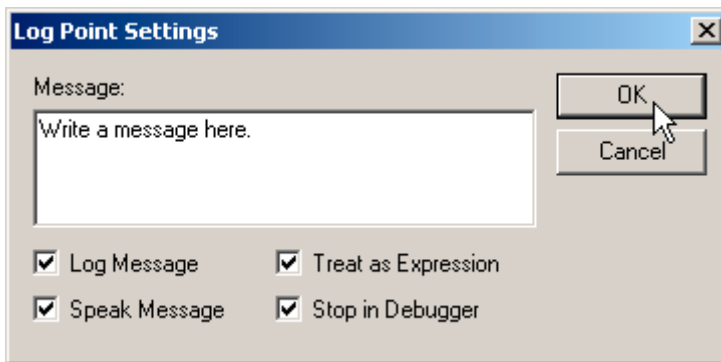 Log Point Settings
Message:
Write a message here.
OK
Cancel
Log Message
Treat as Expression
Speak Message
Stop in Debugger